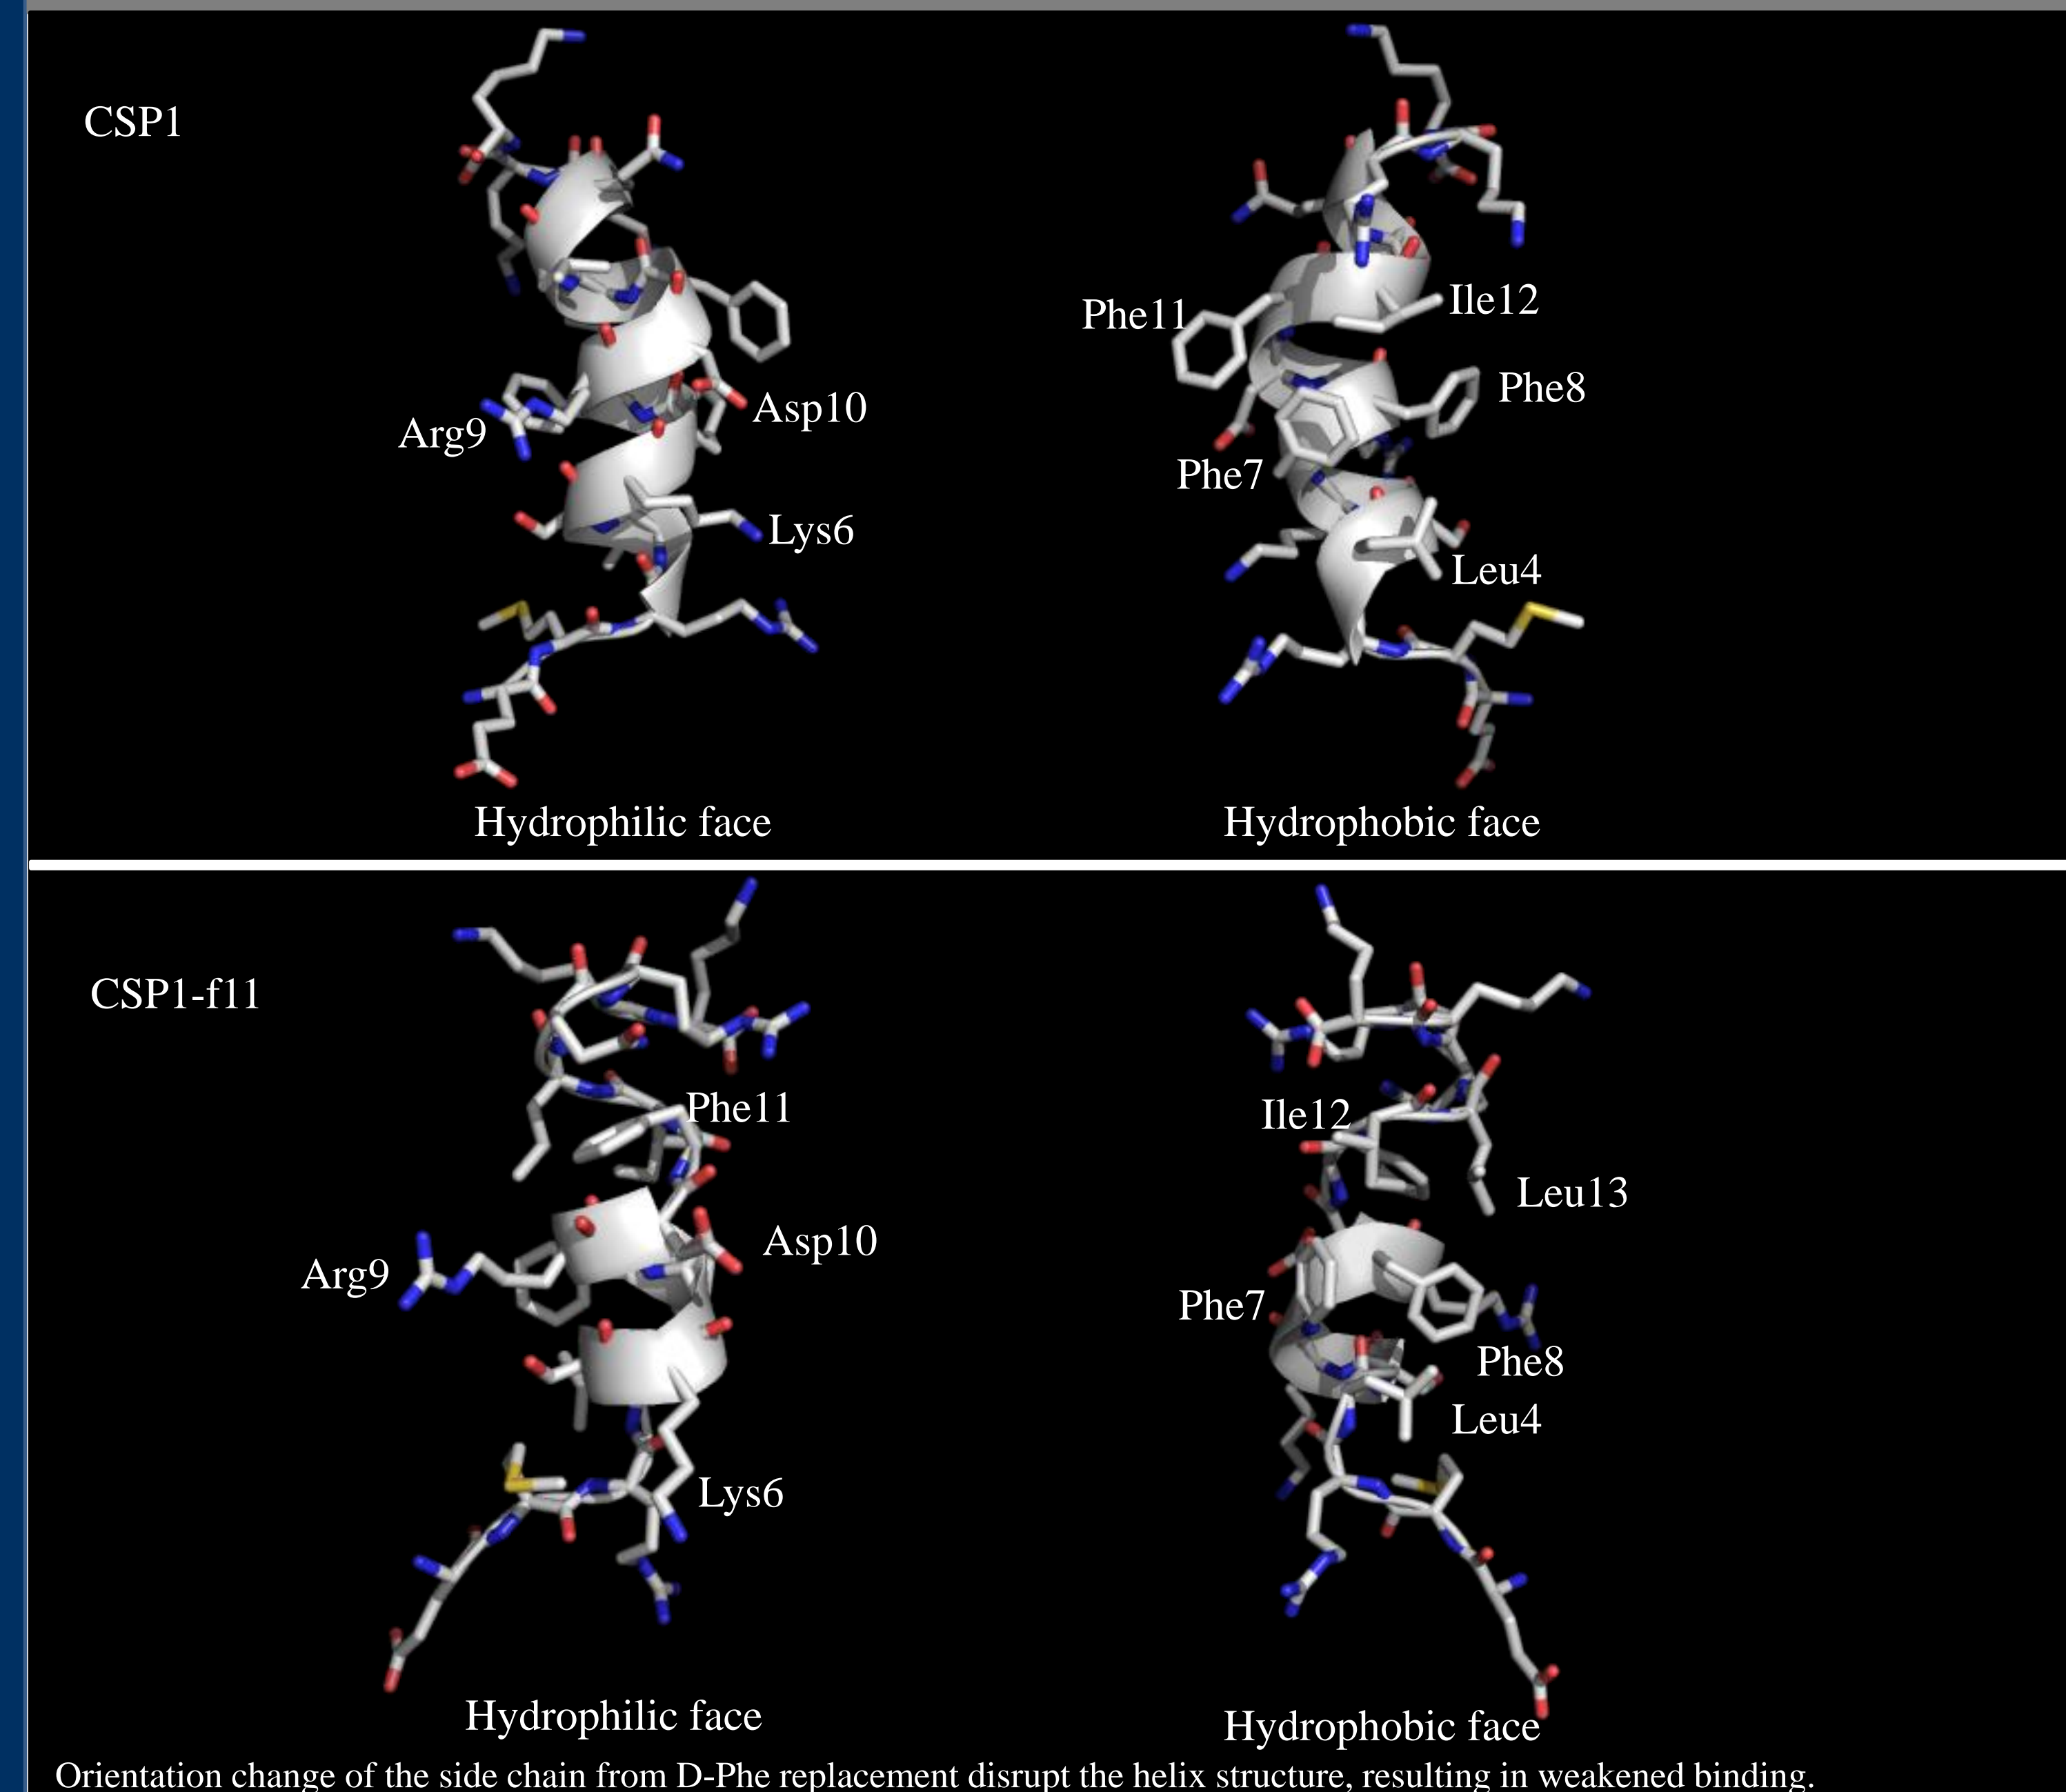 CSP1
Phe11
Ile12
Phe8
Arg9
Asp10
Phe7
Lys6
Leu4
Hydrophilic face
Hydrophobic face
CSP1-f11
Phe11
Ile12
Leu13
Asp10
Arg9
Phe7
Phe8
Leu4
Lys6
Hydrophilic face
Hydrophobic face
Orientation change of the side chain from D-Phe replacement disrupt the helix structure, resulting in weakened binding.